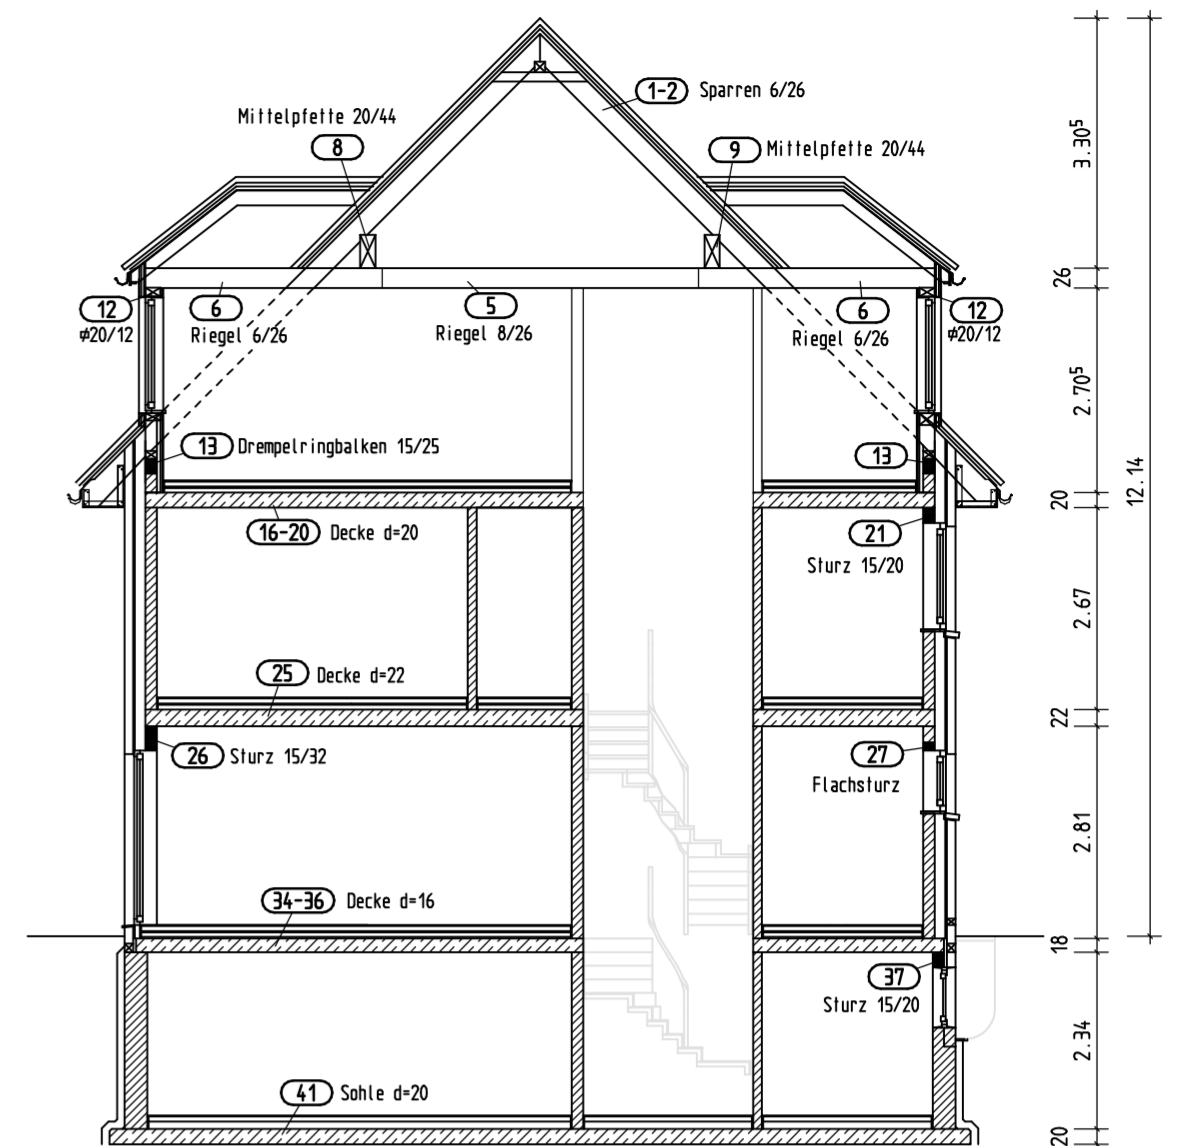 1-2 Sparren 6/26
Mittelpfette 20/44
8
9 Mittelpfette 20/44
3.30⁵
26
12
⌀20/12
6
Riegel 6/26
5
Riegel 8/26
6
Riegel 6/26
12
⌀20/12
2.70⁵
13 Drempelringbalken 15/25
13
12.14
20
16-20 Decke d=20
21
Sturz 15/20
2.67
25 Decke d=22
22
26 Sturz 15/32
27
Flachsturz
2.81
34-36 Decke d=16
18
37
Sturz 15/20
2.34
41 Sohle d=20
20